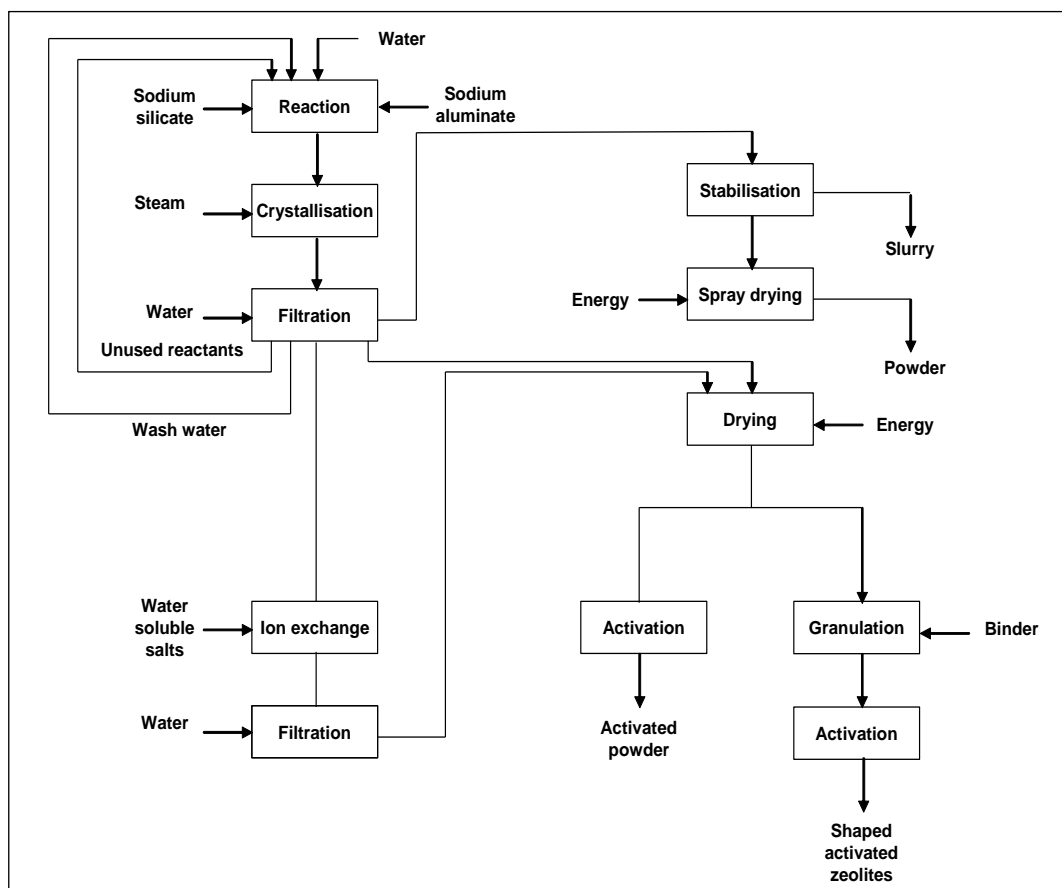 Water
Sodium
silicate
Reaction
Sodium
aluminate
Stabilisation
Steam
Crystallisation
Slurry
Energy
Spray drying
Water
Filtration
Unused reactants
Powder
Wash water
Drying
Energy
Water
soluble
salts
Ion exchange
Activation
Granulation
Binder
Water
Filtration
Activated
powder
Activation
Shaped
activated
zeolites